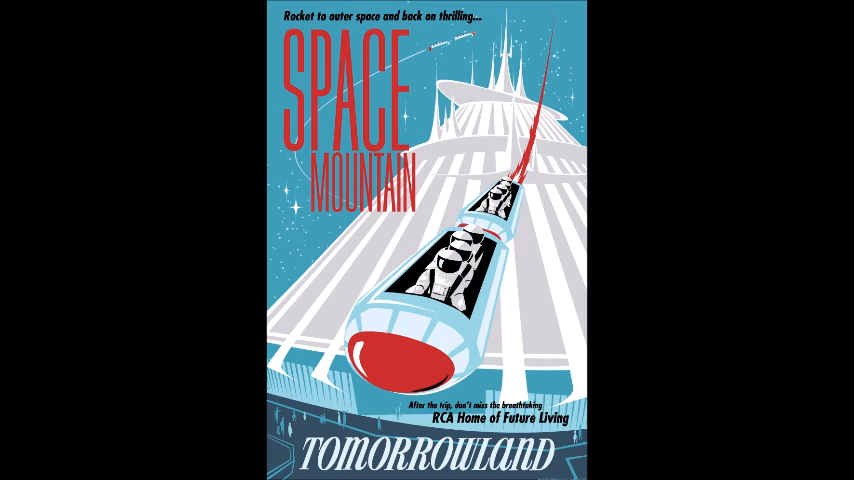 Rocket to outer space and back on thrilling...
SPACE
MOUNTAIN
After the trip, don't miss the breathtaking
RCA Home of Future Living
TOMORROWLAND